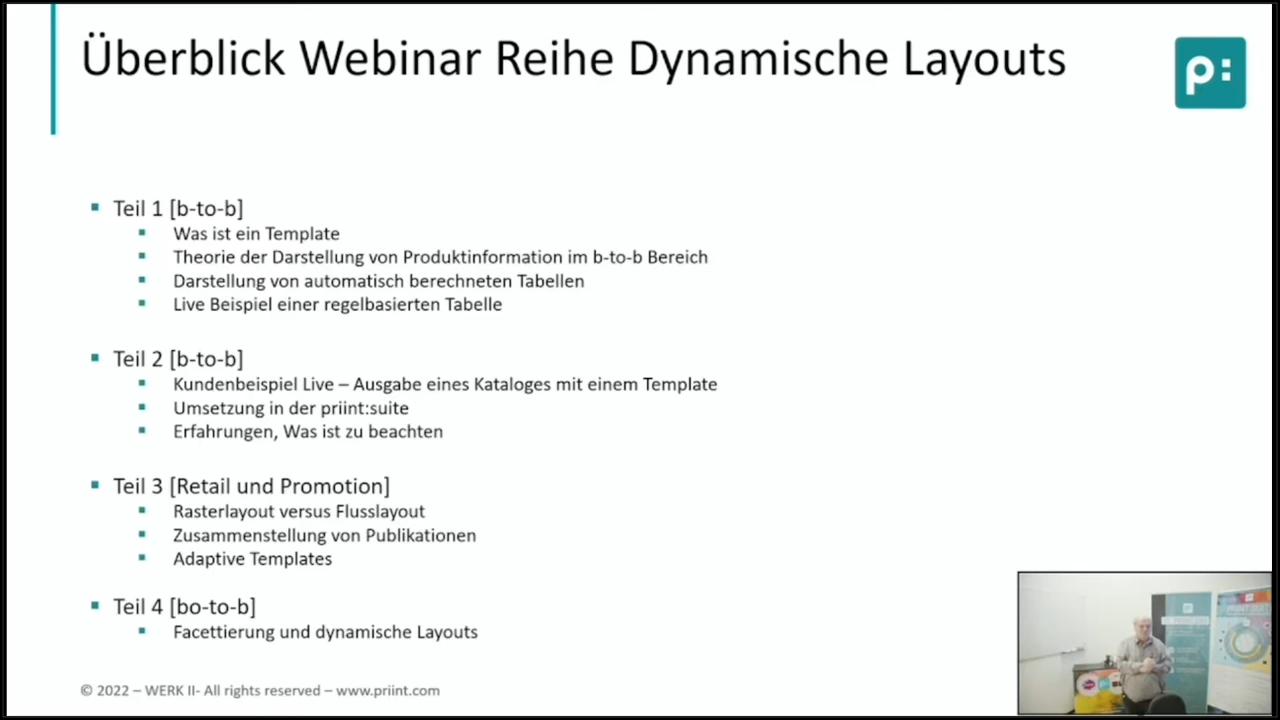 Überblick Webinar Reihe Dynamische Layouts
p:
Teil 1 [b-to-b]
Was ist ein Template
Theorie der Darstellung von Produktinformation im b-to-b Bereich
Darstellung von automatisch berechneten Tabellen
Live Beispiel einer regelbasierten Tabelle
Teil 2 [b-to-b]
Kundenbeispiel Live – Ausgabe eines Kataloges mit einem Template
Umsetzung in der priint:suite
Erfahrungen, Was ist zu beachten
Teil 3 [Retail und Promotion]
Rasterlayout versus Flusslayout
Zusammenstellung von Publikationen
Adaptive Templates
Teil 4 [bo-to-b]
Facettierung und dynamische Layouts
© 2022 – WERK II- All rights reserved – www.priint.com